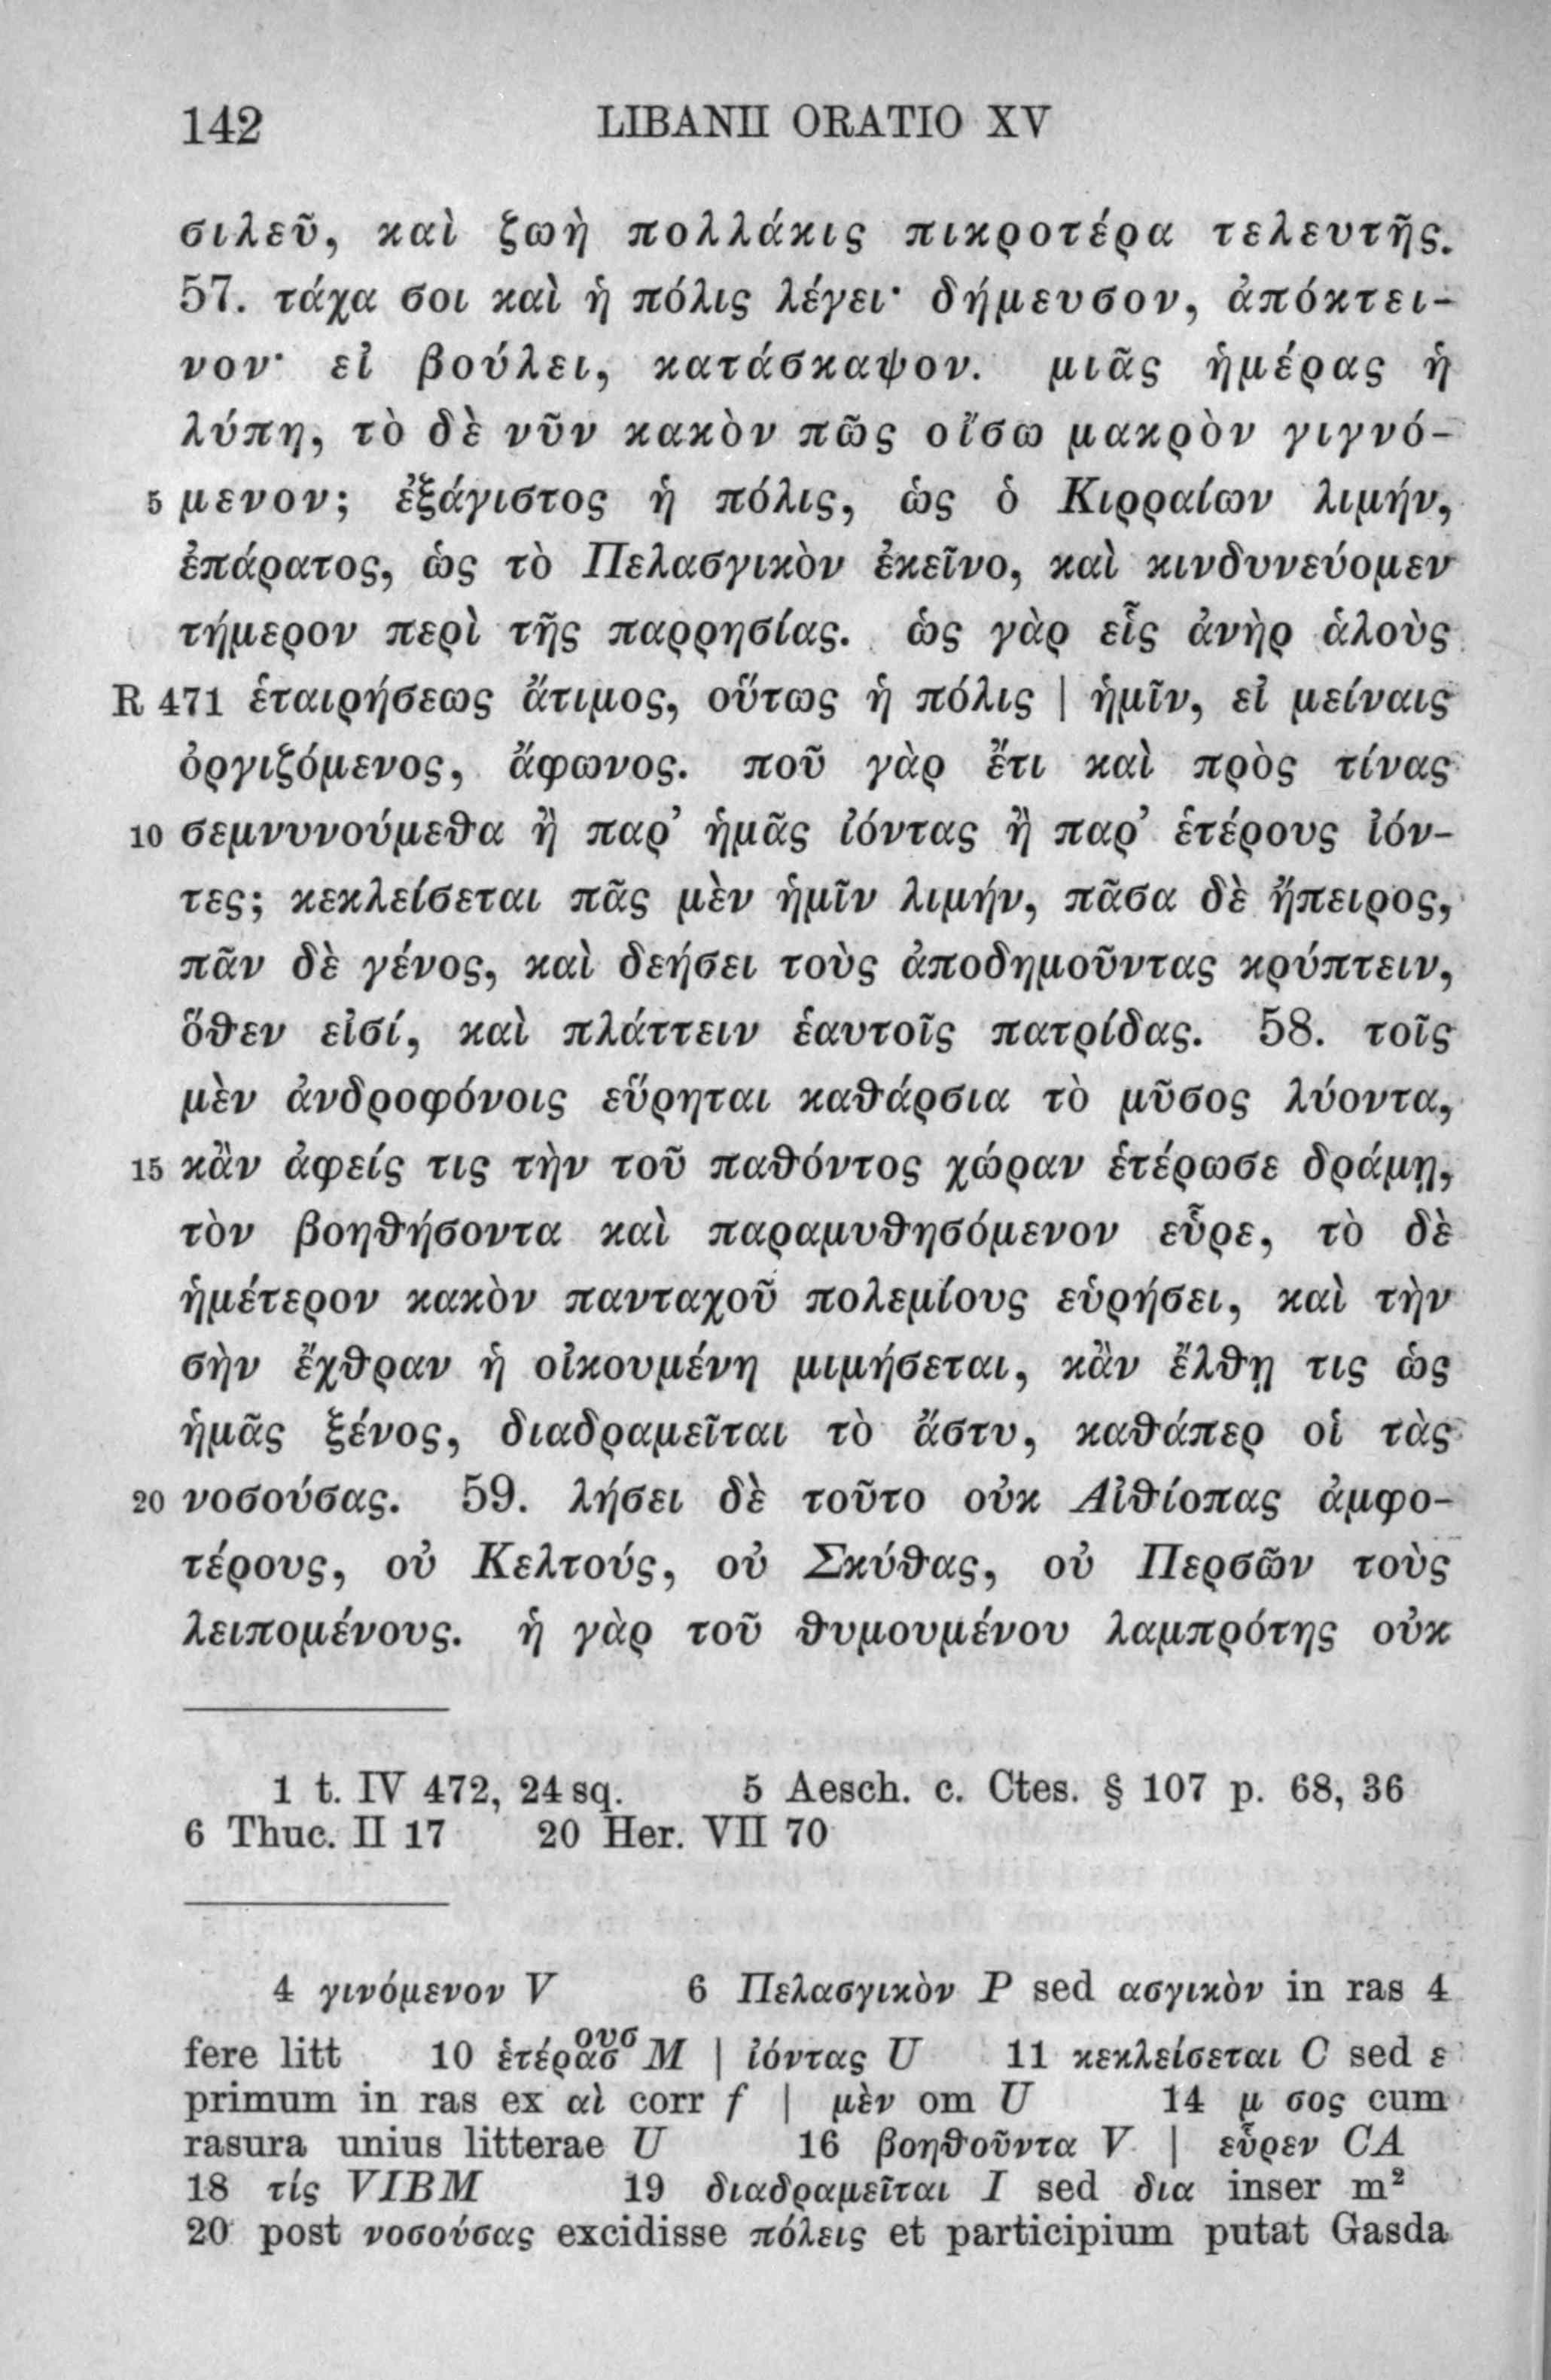 142 LIBANII ORATIO XV
σιλεῦ, καὶ ζωὴ πολλάκις πικροτέρα τελευτῆς.
57. τάχα σοι καὶ ἡ πόλις λέγει· δήμευσον, ἀπόκτει-
νον· εἰ βούλει, κατάσκαψον. μιᾶς ἡμέρας ἡ
λύπη, τὸ δὲ νῦν κακὸν πῶς οἴσω μακρὸν γιγνό-
5 μενον; ἐξάγιστος ἡ πόλις, ὡς ὁ Κιρραίων λιμήν,
ἐπάρατος, ὡς τὸ Πελασγικὸν ἐκεῖνο, καὶ κινδυνεύομεν
τήμερον περὶ τῆς παρρησίας. ὡς γὰρ εἷς ἀνὴρ ἁλοὺς
R 471 ἑταιρήσεως ἄτιμος, οὕτως ἡ πόλις | ἡμῖν, εἰ μείναις
ὀργιζόμενος, ἄφωνος. ποῦ γὰρ ἔτι καὶ πρὸς τίνας
10 σεμνυνούμεθα ἢ παρ’ ἡμᾶς ἰόντας ἢ παρ’ ἑτέρους ἰόν-
τες; κεκλείσεται πᾶς μὲν ἡμῖν λιμήν, πᾶσα δὲ ἤπειρος,
πᾶν δὲ γένος, καὶ δεήσει τοὺς ἀποδημοῦντας κρύπτειν,
ὅθεν εἰσί, καὶ πλάττειν ἑαυτοῖς πατρίδας. 58. τοῖς
μὲν ἀνδροφόνοις εὕρηται καθάρσια τὸ μῦσος λύοντα,
15 κἂν ἀφείς τις τὴν τοῦ παθόντος χώραν ἑτέρωσε δράμῃ,
τὸν βοηθήσοντα καὶ παραμυθησόμενον εὗρε, τὸ δὲ
ἡμέτερον κακὸν πανταχοῦ πολεμίους εὑρήσει, καὶ τὴν
σὴν ἔχθραν ἡ οἰκουμένη μιμήσεται, κἂν ἔλθῃ τις ὡς
ἡμᾶς ξένος, διαδραμεῖται τὸ ἄστυ, καθάπερ οἱ τὰς
20 νοσούσας. 59. λήσει δὲ τοῦτο οὐκ Αἰθίοπας ἀμφο-
τέρους, οὐ Κελτούς, οὐ Σκύθας, οὐ Περσῶν τοὺς
λειπομένους. ἡ γὰρ τοῦ θυμουμένου λαμπρότης οὐκ
1 t. IV 472, 24 sq. 5 Aesch. c. Ctes. § 107 p. 68, 36
6 Thuc. II 17 20 Her. VII 70
4 γινόμενον V 6 Πελασγικὸν P sed ασγικὸν in ras 4
fere litt 10 ἑτέρασ ουσ M | ἰόντας U 11 κεκλείσεται C sed ε
primum in ras ex αὶ corr f | μὲν om U 14 μ σος cum
rasura unius litterae U 16 βοηθοῦντα V | εὗρεν CA
18 τίς VIBM 19 διαδραμεῖται I sed δια inser m²
20 post νοσούσας excidisse πόλεις et participium putat Gasda